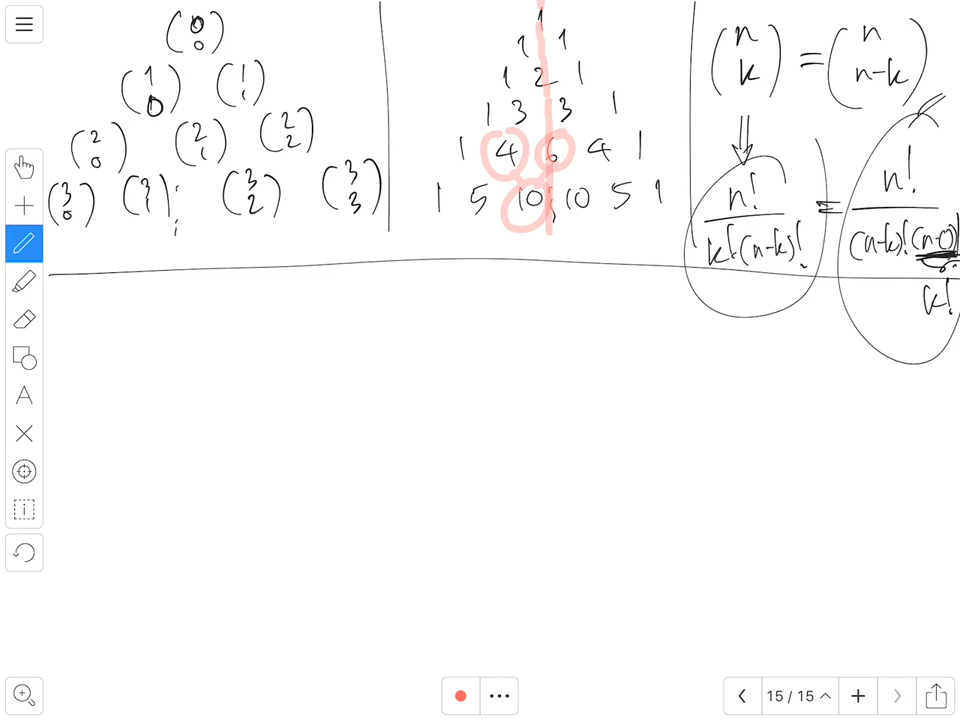 (0 0)
(1 0) (1 1)
(2 0) (2 1) (2 2)
(3 0) (3 1) (3 2) (3 3)
1
1 1
1 2 1
1 3 3 1
1 4 6 4 1
1 5 10 10 5 1
(n k) = (n n-k)
n! / k!(n-k)! = n! / (n-k)!
k!
A
15 / 15